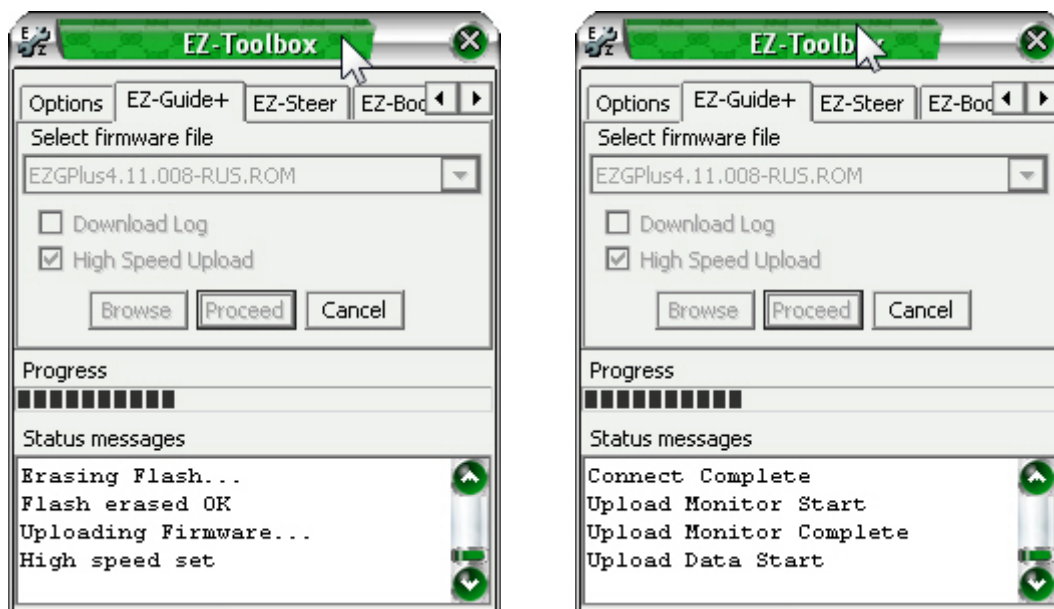 EZ-Toolbox
Options EZ-Guide+ EZ-Steer EZ-Boo
Select firmware file
EZGPlus4.11.008-RUS.ROM
Download Log
High Speed Upload
Browse Proceed Cancel
Progress
Status messages
Erasing Flash...
Flash erased OK
Uploading Firmware...
High speed set
EZ-Toolb
Options EZ-Guide+ EZ-Steer EZ-Boo
Select firmware file
EZGPlus4.11.008-RUS.ROM
Download Log
High Speed Upload
Browse Proceed Cancel
Progress
Status messages
Connect Complete
Upload Monitor Start
Upload Monitor Complete
Upload Data Start